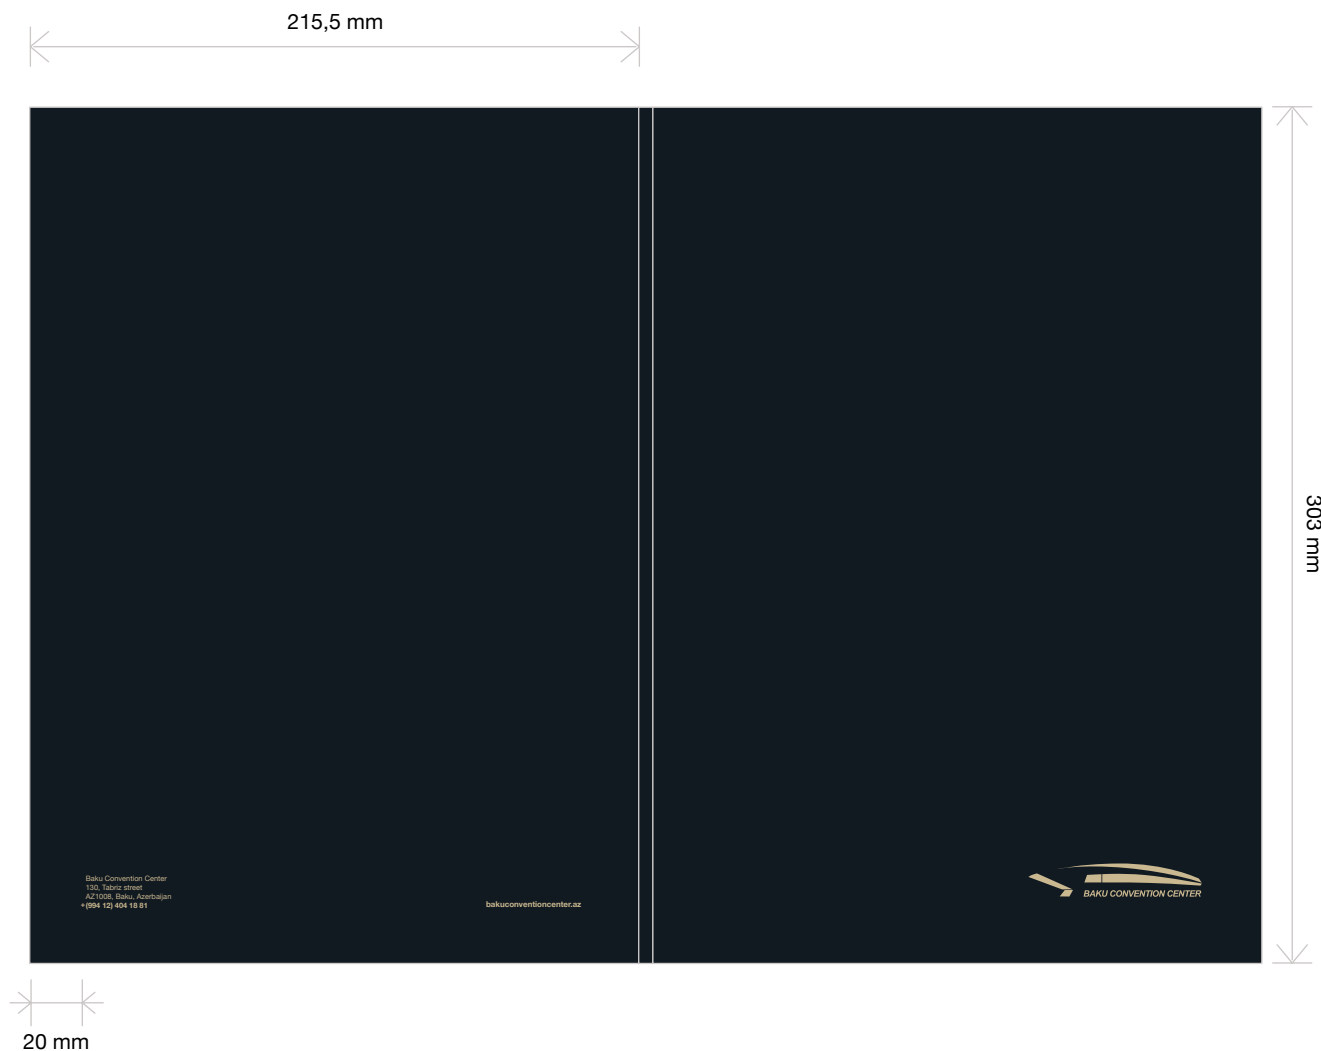 215,5 mm
303 mm
Baku Convention Center
130, Tabriz street
AZ1008, Baku, Azerbaijan
+(994 12) 404 18 81
bakuconventioncenter.az
BAKU CONVENTION CENTER
20 mm